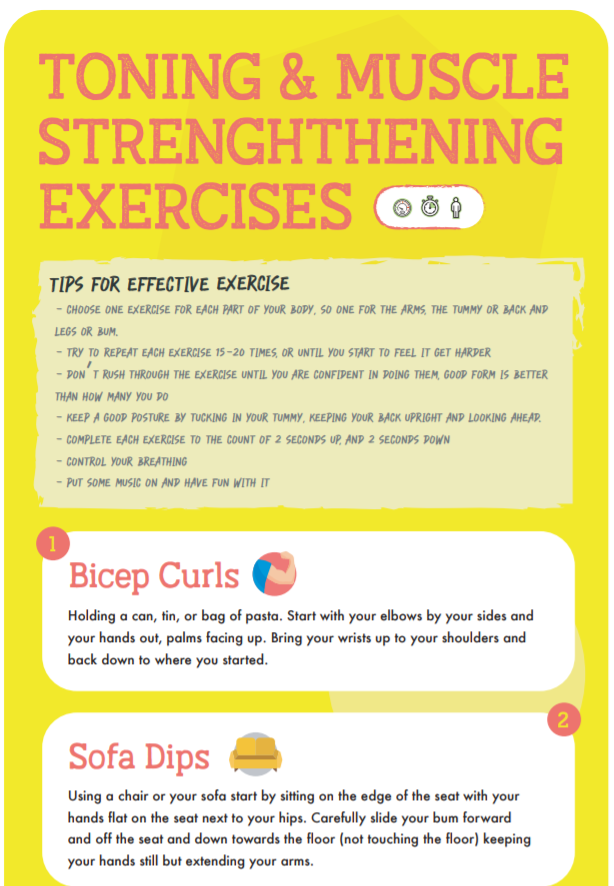 TONING & MUSCLE
STRENGHTHENING
EXERCISES
TIPS FOR EFFECTIVE EXERCISE
- CHOOSE ONE EXERCISE FOR EACH PART OF YOUR BODY, SO ONE FOR THE ARMS, THE TUMMY OR BACK AND
LEGS OR BUM.
- TRY TO REPEAT EACH EXERCISE 15-20 TIMES, OR UNTIL YOU START TO FEEL IT GET HARDER
- DON'T RUSH THROUGH THE EXERCISE UNTIL YOU ARE CONFIDENT IN DOING THEM, GOOD FORM IS BETTER
THAN HOW MANY YOU DO
- KEEP A GOOD POSTURE BY TUCKING IN YOUR TUMMY, KEEPING YOUR BACK UPRIGHT AND LOOKING AHEAD.
- COMPLETE EACH EXERCISE TO THE COUNT OF 2 SECONDS UP, AND 2 SECONDS DOWN
- CONTROL YOUR BREATHING
- PUT SOME MUSIC ON AND HAVE FUN WITH IT
1
Bicep Curls
Holding a can, tin, or bag of pasta. Start with your elbows by your sides and
your hands out, palms facing up. Bring your wrists up to your shoulders and
back down to where you started.
2
Sofa Dips
Using a chair or your sofa start by sitting on the edge of the seat with your
hands flat on the seat next to your hips. Carefully slide your bum forward
and off the seat and down towards the floor (not touching the floor) keeping
your hands still but extending your arms.